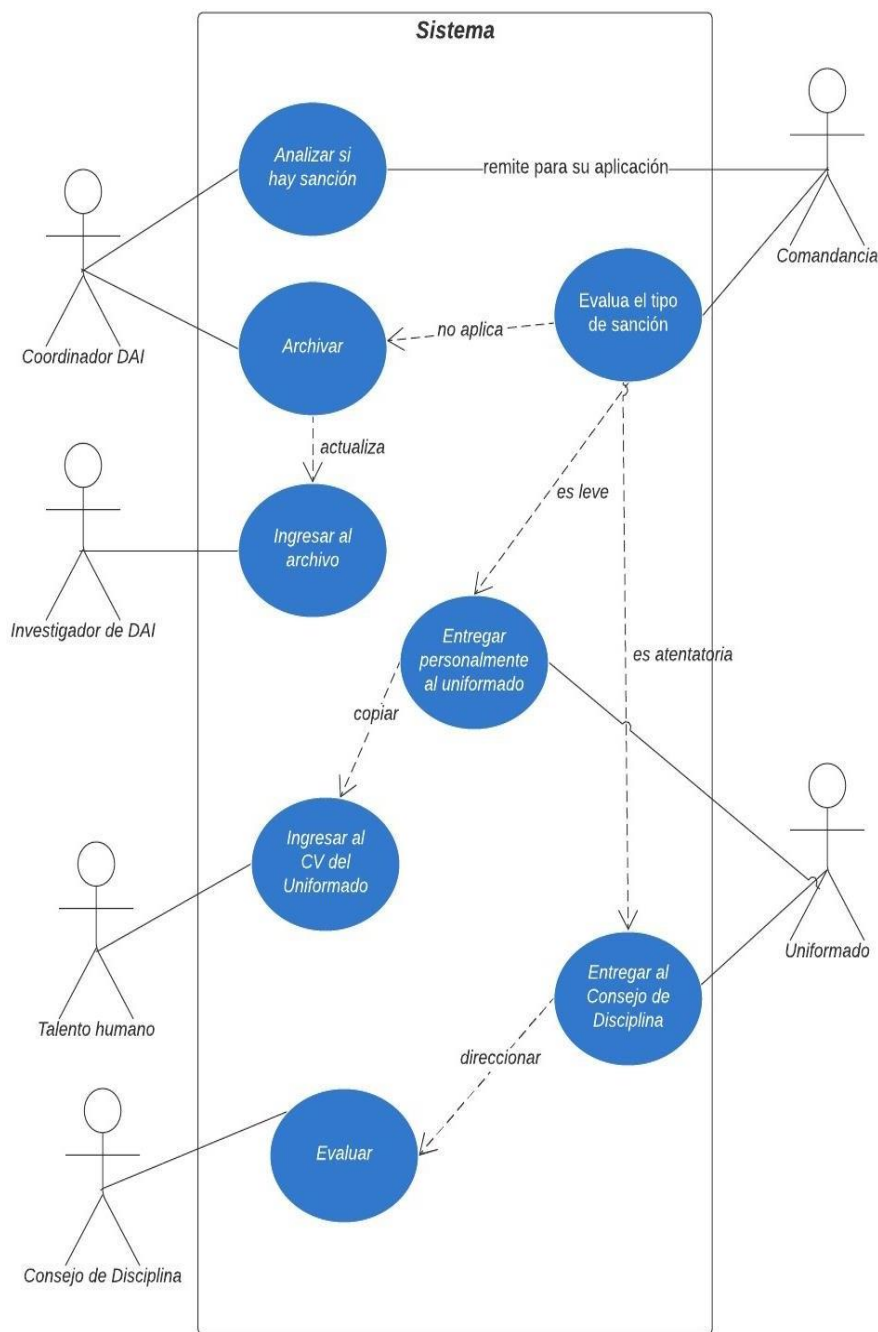 Sistema
Analizar si
hay sanción
remite para su aplicación
Comandancia
Coordinador DAI
Archivar
no aplica
Evalua el tipo
de sanción
actualiza
es leve
Ingresar al
archivo
Investigador de DAI
Entregar
personalmente
al uniformado
es atentatoria
copiar
Ingresar al
CV del
Uniformado
Talento humano
Uniformado
Entregar al
Consejo de
Disciplina
direccionar
Evaluar
Consejo de Disciplina